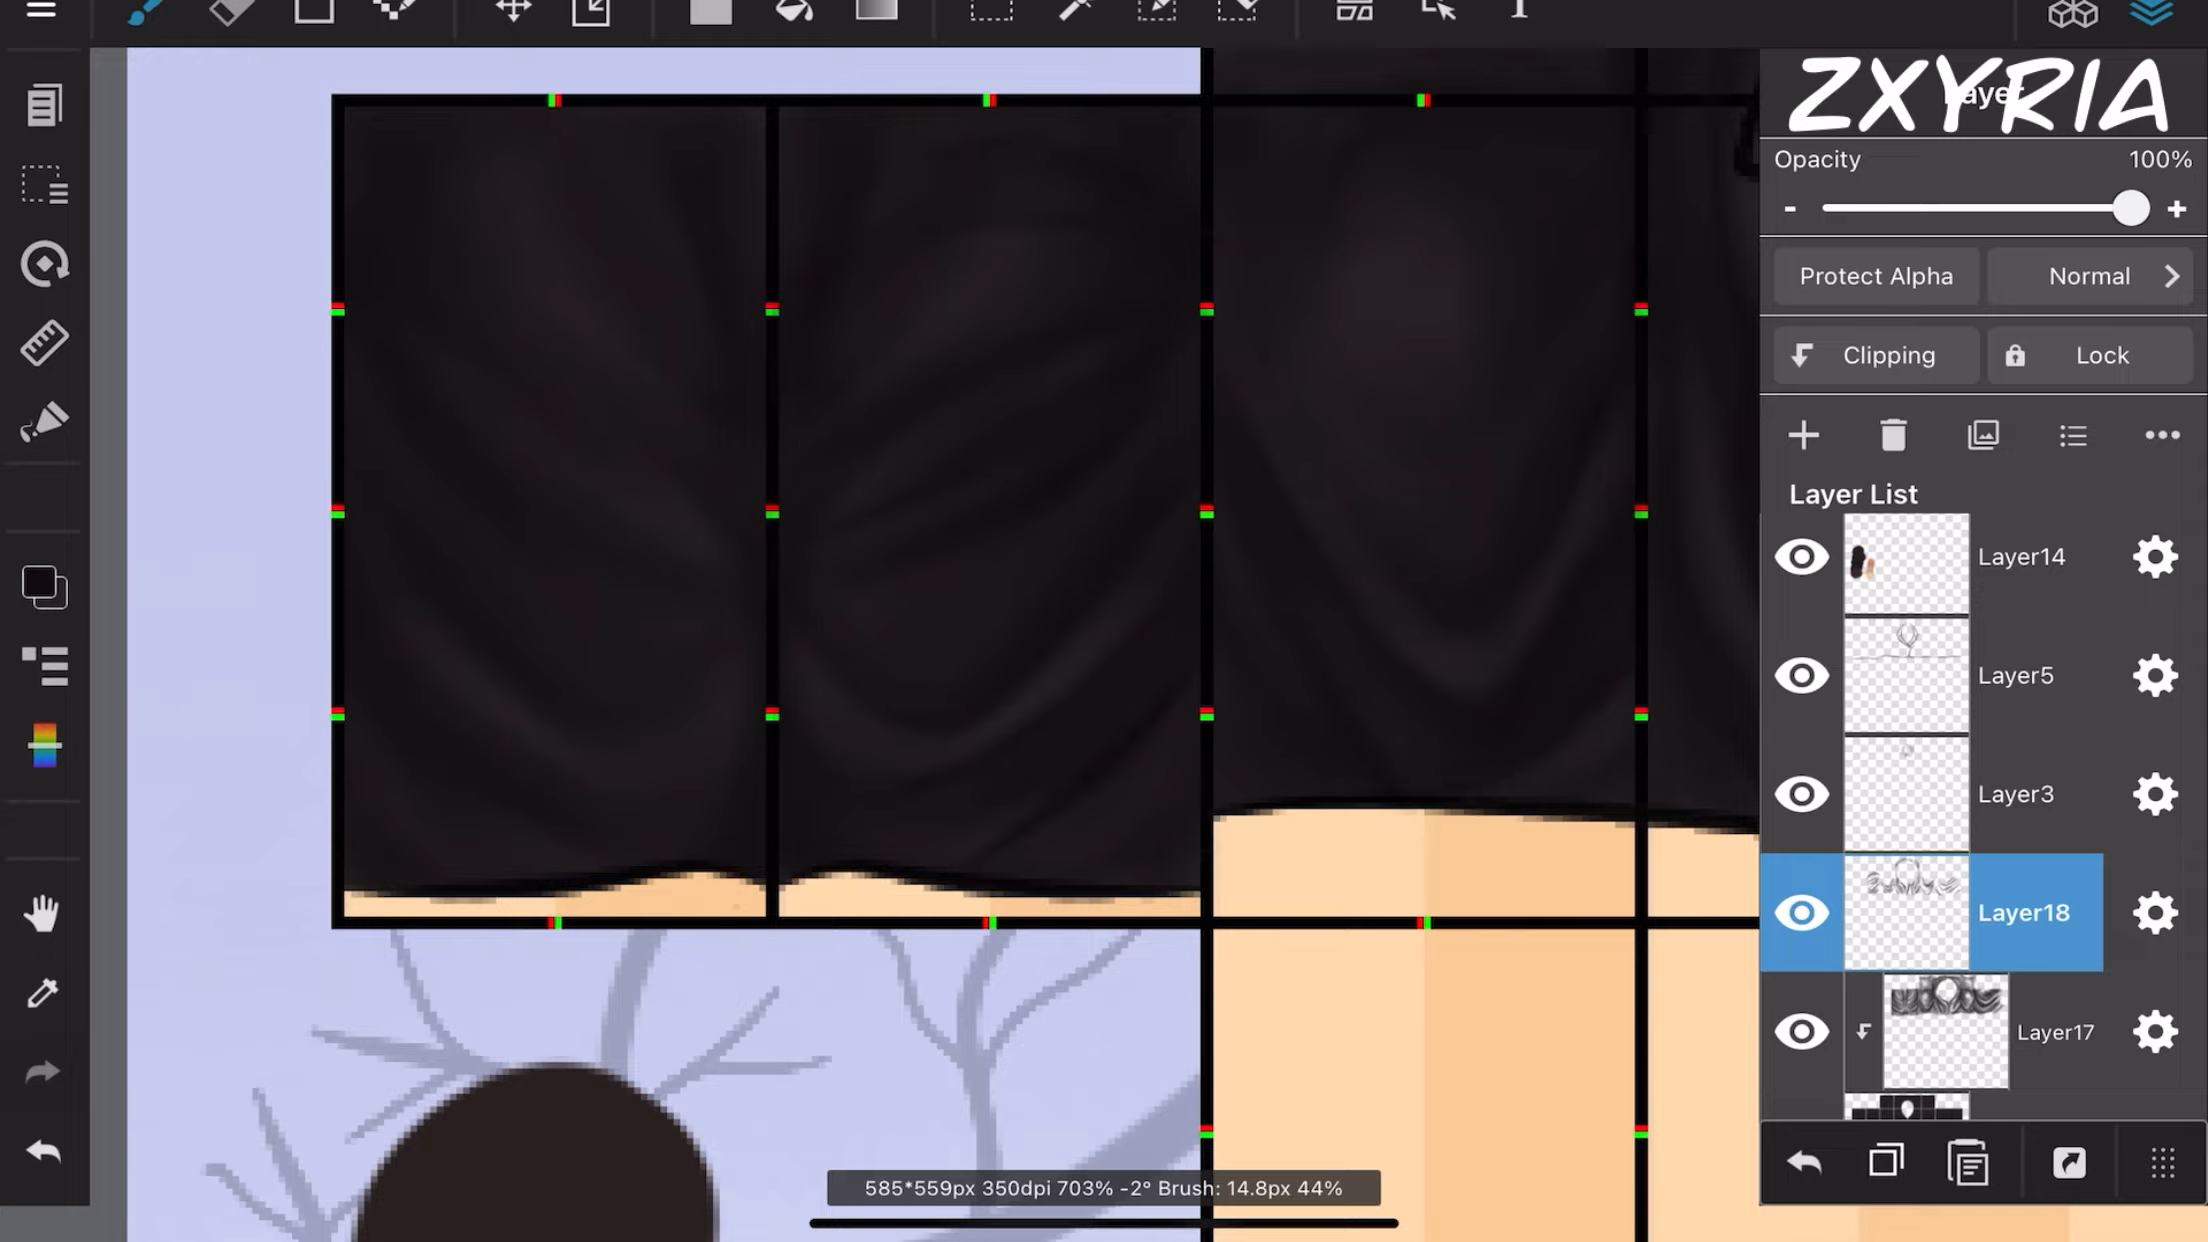 ZXYRIA
Layer
Opacity 100%
- +
Protect Alpha Normal
Clipping Lock
Layer List
Layer14
Layer5
Layer3
Layer18
Layer17
585*559px 350dpi 703% -2° Brush: 14.8px 44%